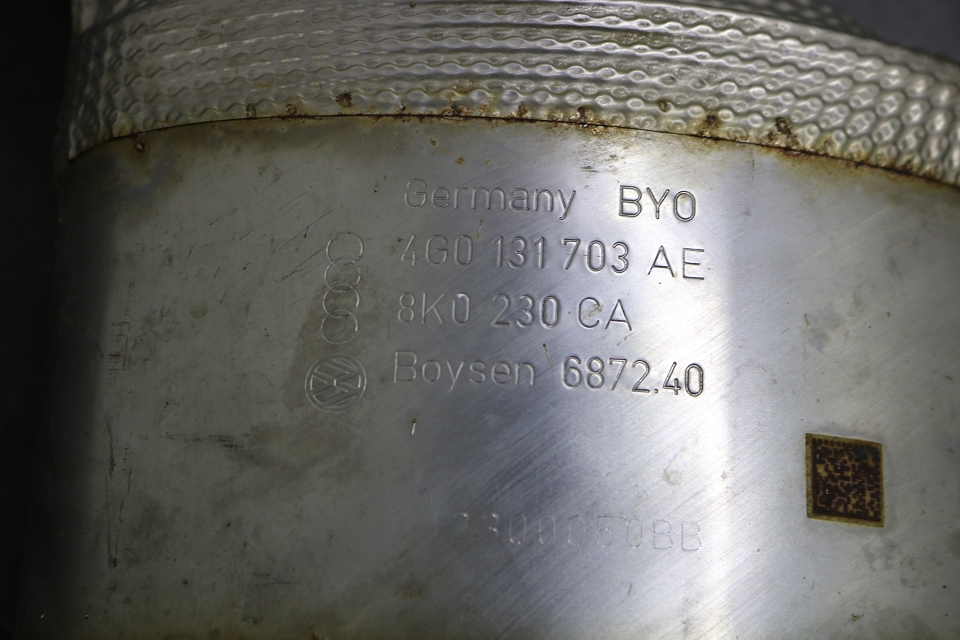 Germany BYO
4G0 131 703 AE
8K0 230 CA
Boysen 6872.40